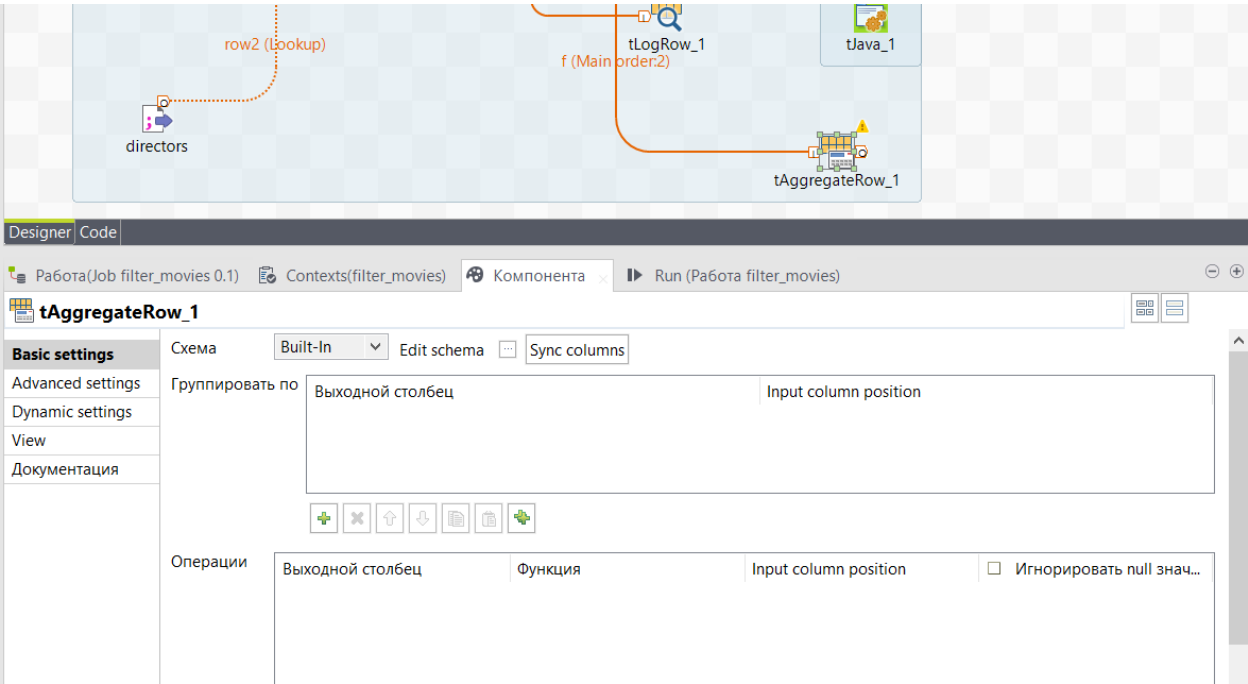 row2 (Lookup)
tLogRow_1
tJava_1
f (Main order:2)
directors
tAggregateRow_1
Designer Code
Работа(Job filter_movies 0.1) Contexts(filter_movies) Компонента Run (Работа filter_movies)
tAggregateRow_1
Basic settings
Advanced settings
Dynamic settings
View
Документация
Схема Built-In Edit schema ... Sync columns
Группировать по Выходной столбец Input column position
Операции Выходной столбец Функция Input column position Игнорировать null знач...